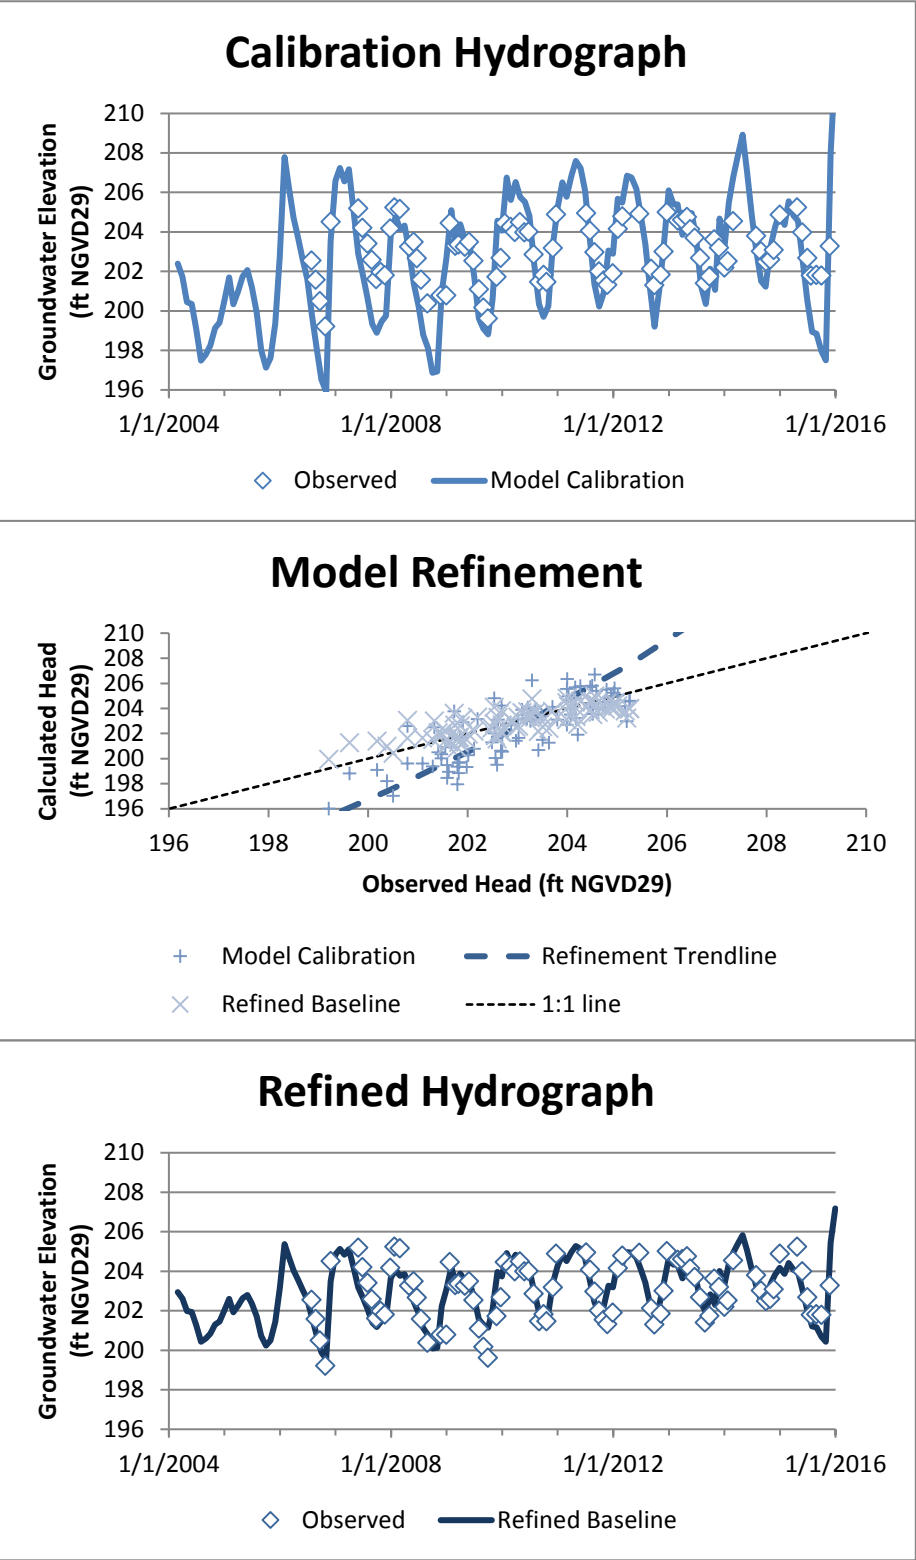 Calibration Hydrograph
Groundwater Elevation
(ft NGVD29)
210
208
206
204
202
200
198
196
1/1/2004 1/1/2008 1/1/2012 1/1/2016
Observed Model Calibration
Model Refinement
Calculated Head
(ft NGVD29)
210
208
206
204
202
200
198
196
196 198 200 202 204 206 208 210
Observed Head (ft NGVD29)
Model Calibration Refinement Trendline
Refined Baseline 1:1 line
Refined Hydrograph
Groundwater Elevation
(ft NGVD29)
210
208
206
204
202
200
198
196
1/1/2004 1/1/2008 1/1/2012 1/1/2016
Observed Refined Baseline